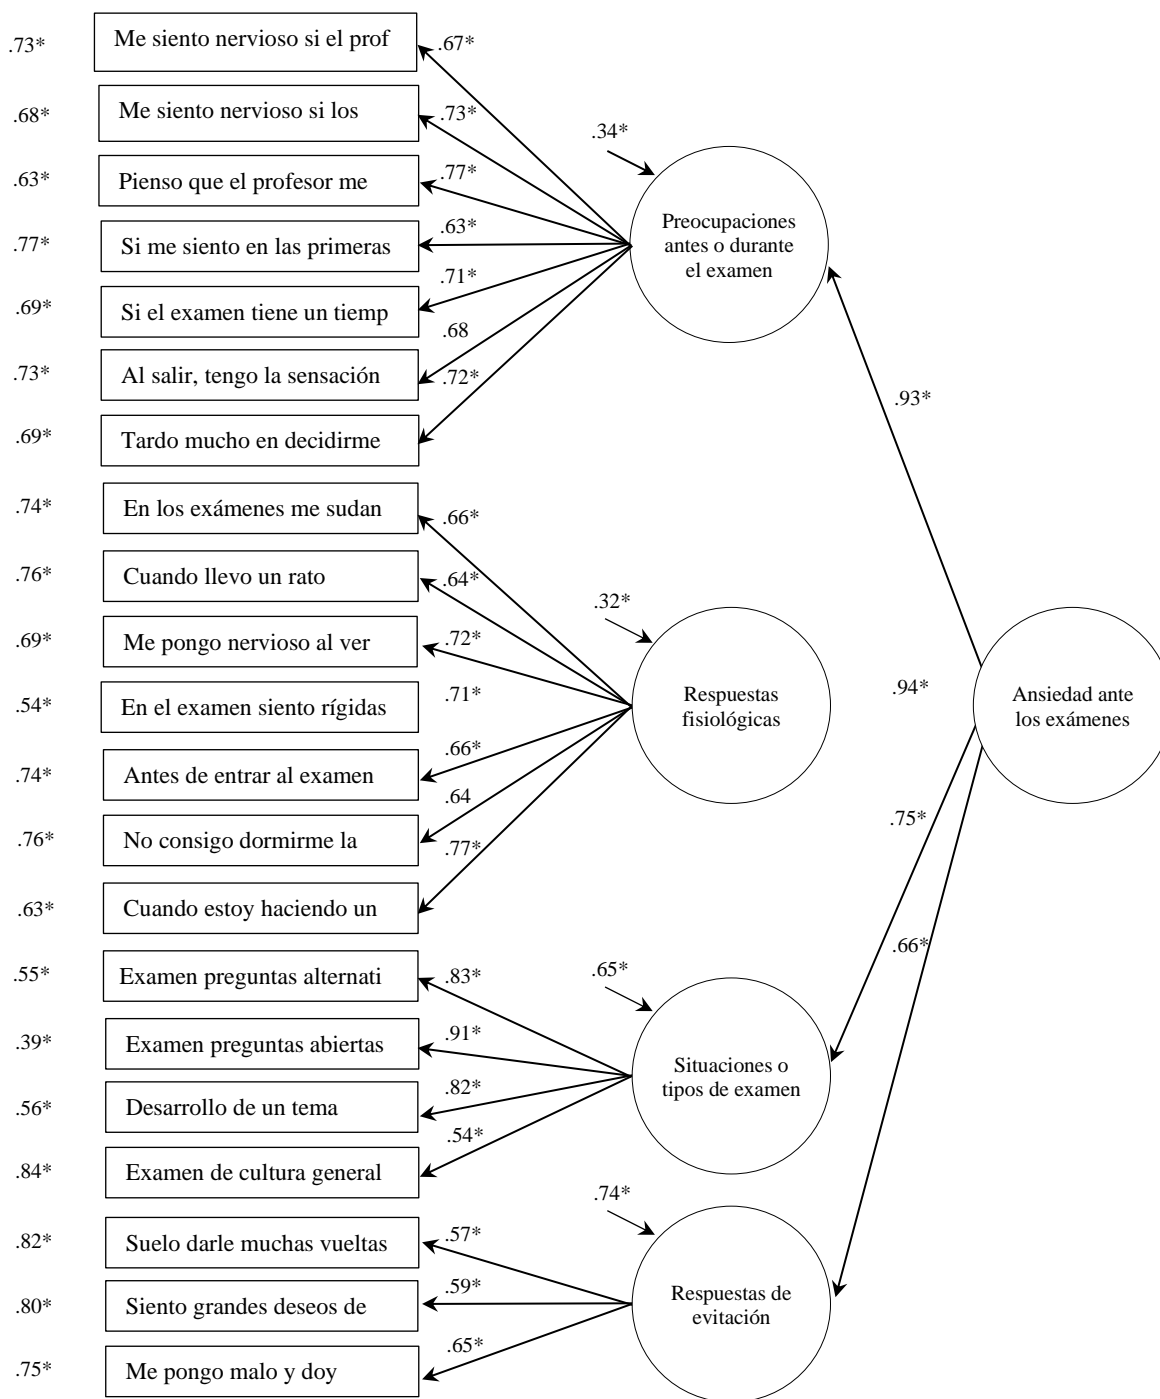 .73* Me siento nervioso si el prof .67*
.68* Me siento nervioso si los .73*
.63* Pienso que el profesor me .77*
.77* Si me siento en las primeras .63*
.69* Si el examen tiene un tiemp .71*
.73* Al salir, tengo la sensación .68
.69* Tardo mucho en decidirme .72*
.34*
Preocupaciones
antes o durante
el examen
.93*
.74* En los exámenes me sudan .66*
.76* Cuando llevo un rato .64*
.69* Me pongo nervioso al ver .72*
.54* En el examen siento rígidas .71*
.74* Antes de entrar al examen .66*
.76* No consigo dormirme la .64
.63* Cuando estoy haciendo un .77*
.32*
Respuestas
fisiológicas
.94*
Ansiedad ante
los exámenes
.75*
.66*
.55* Examen preguntas alternati .83*
.39* Examen preguntas abiertas .91*
.56* Desarrollo de un tema .82*
.84* Examen de cultura general .54*
.65*
Situaciones o
tipos de examen
.82* Suelo darle muchas vueltas .57*
.80* Siento grandes deseos de .59*
.75* Me pongo malo y doy .65*
.74*
Respuestas de
evitación